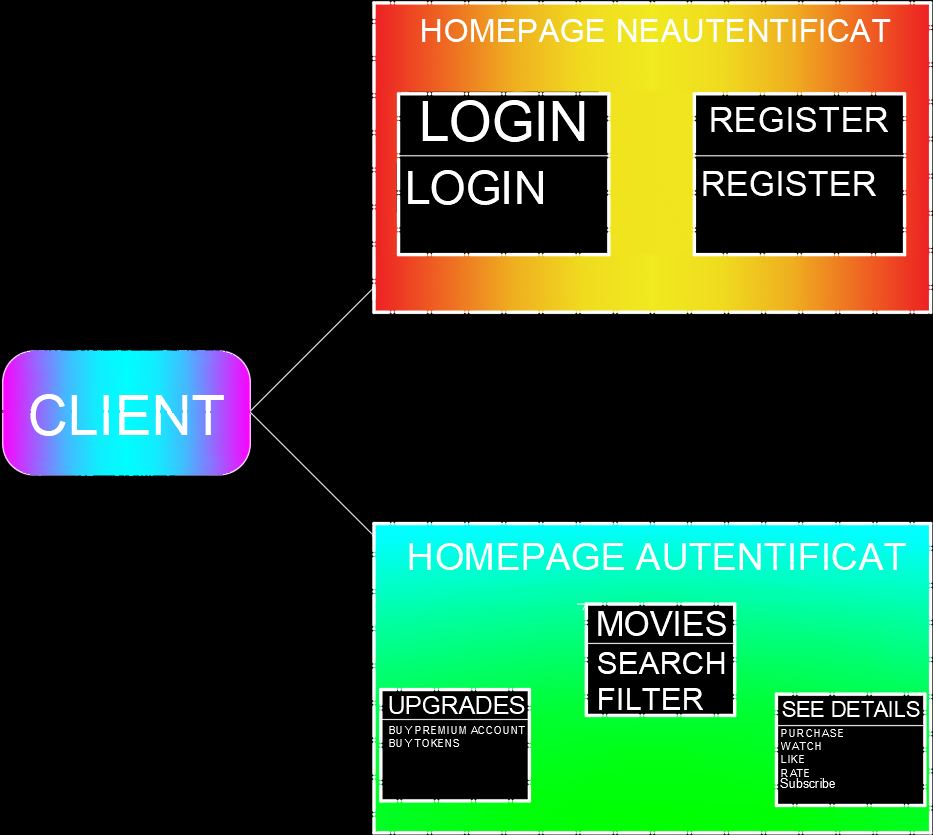 HOMEPAGE NEAUTENTIFICAT
LOGIN
LOGIN
REGISTER
REGISTER
CLIENT
HOMEPAGE AUTENTIFICAT
MOVIES
SEARCH
FILTER
UPGRADES
BUY PREMIUM ACCOUNT
BUY TOKENS
SEE DETAILS
PURCHASE
WATCH
LIKE
RATE
Subscribe